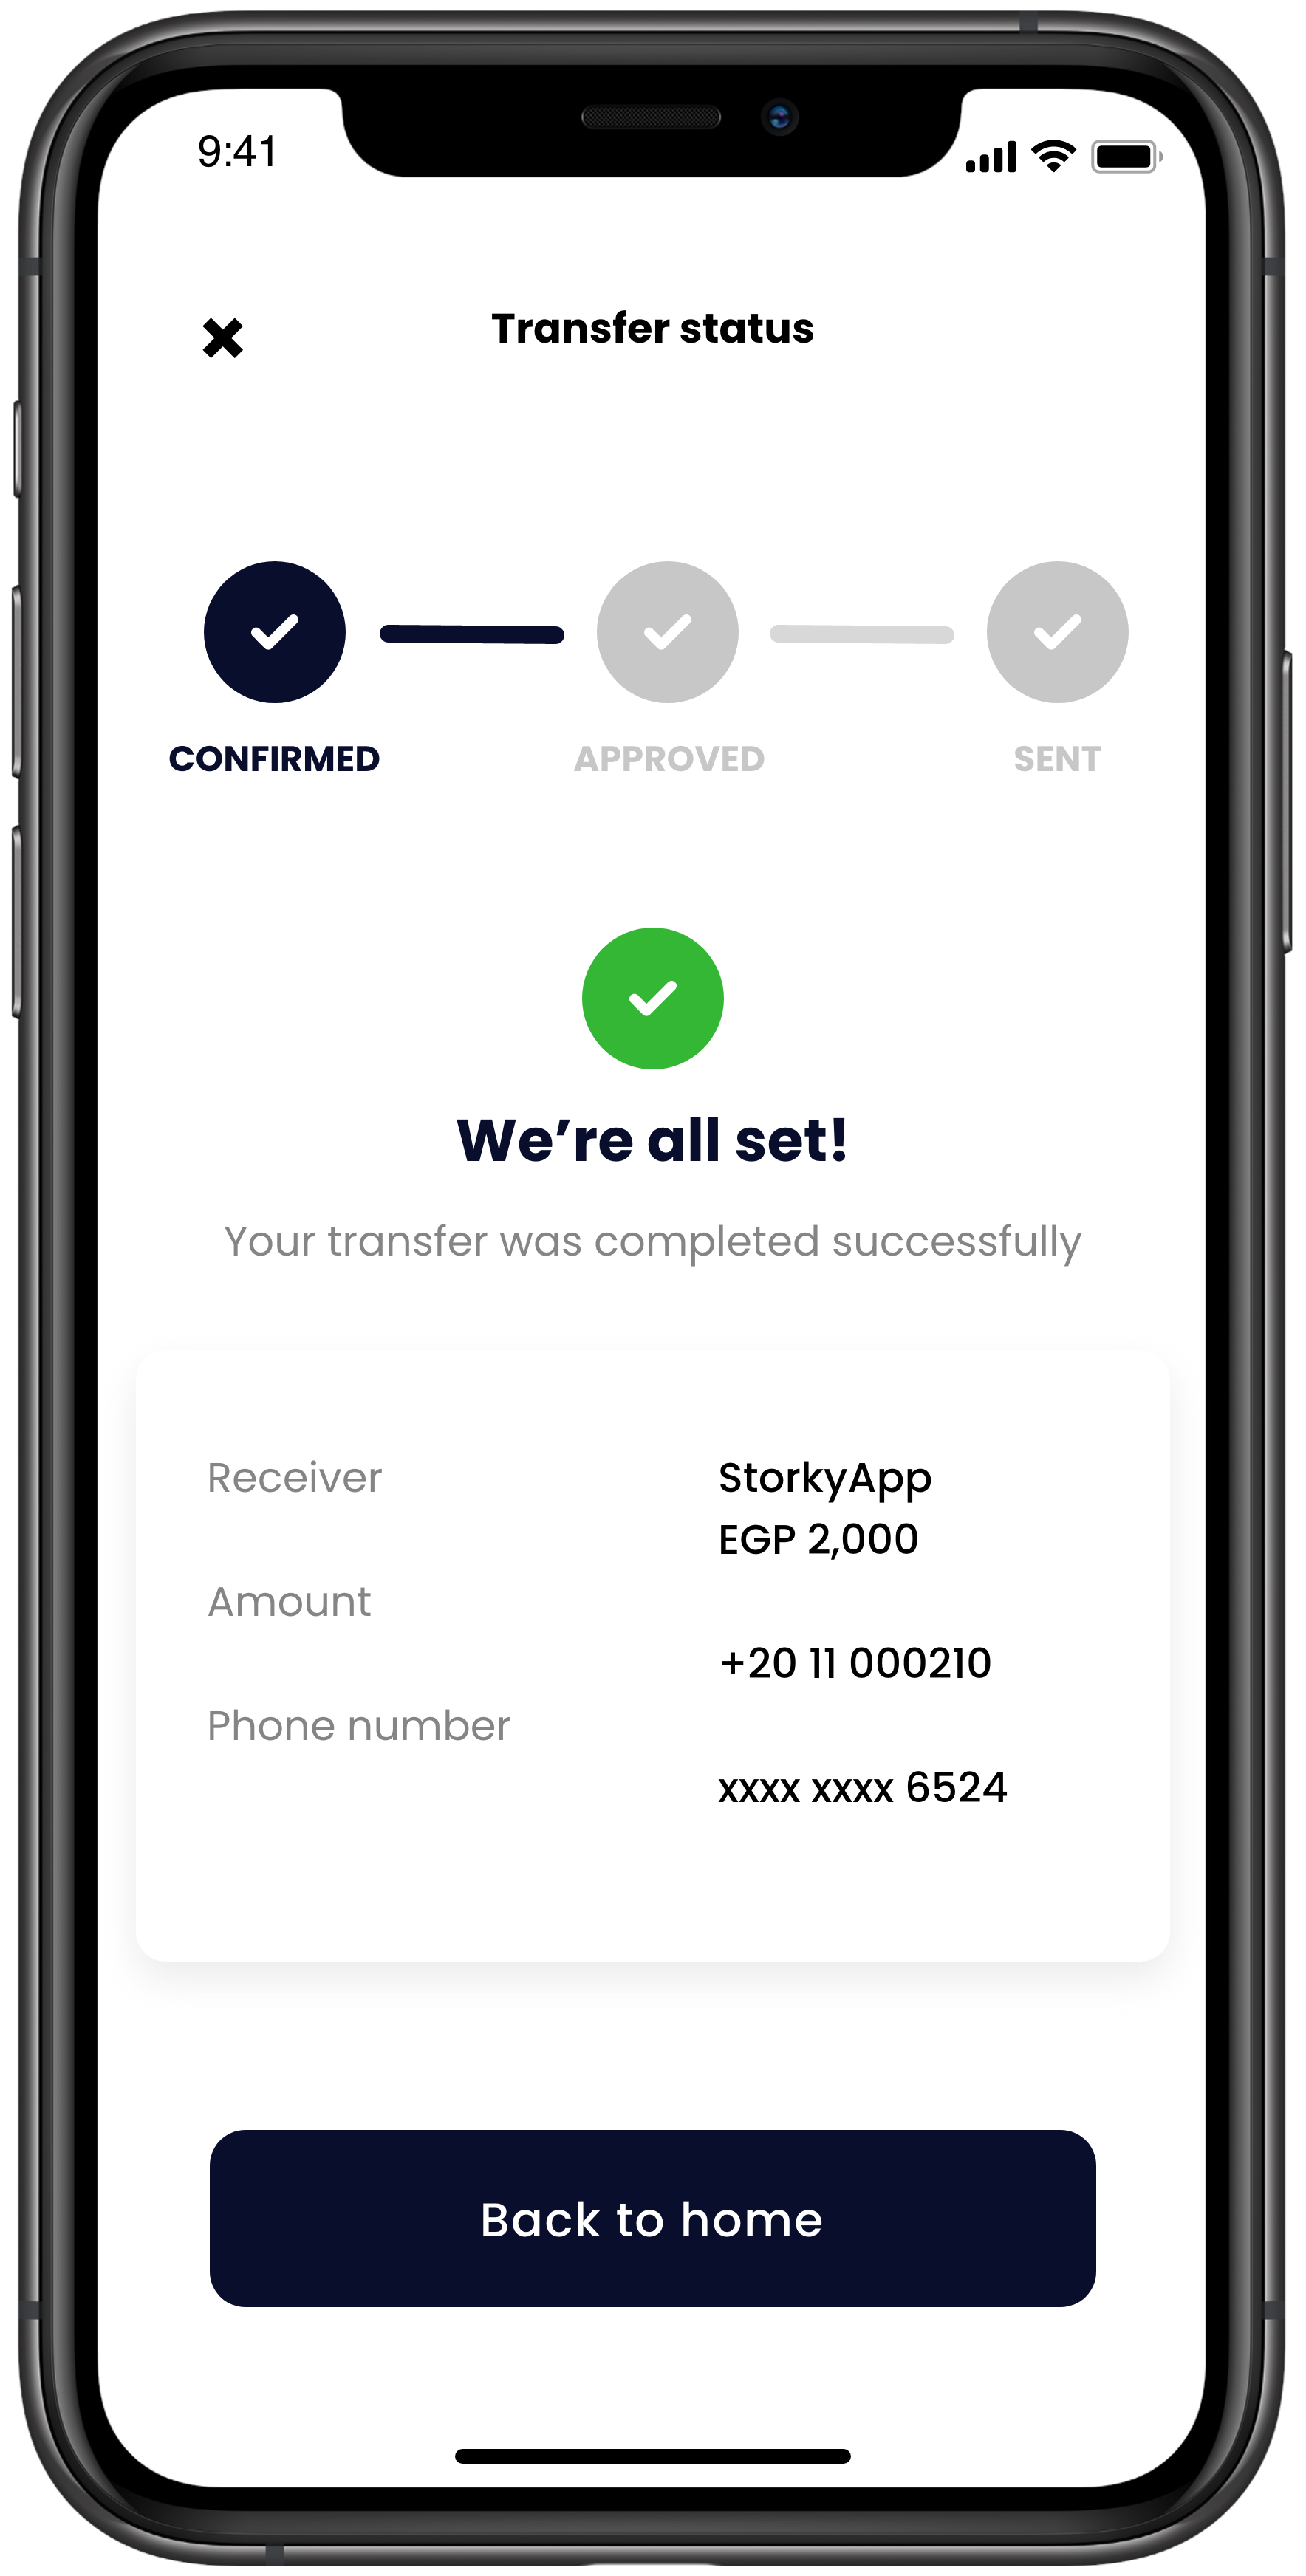 9:41
Transfer status
CONFIRMED
APPROVED
SENT
We’re all set!
Your transfer was completed successfully
Receiver
StorkyApp
EGP 2,000
Amount
+20 11 000210
Phone number
xxxx xxxx 6524
Back to home